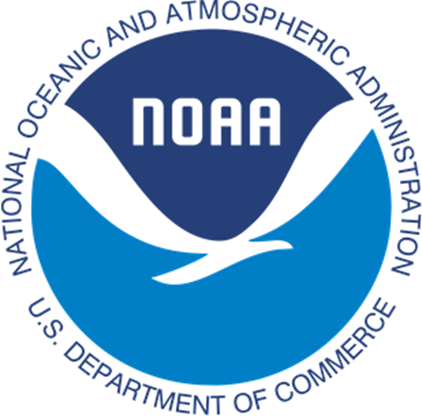 NATIONAL OCEANIC AND ATMOSPHERIC ADMINISTRATION
NOAA
U.S. DEPARTMENT OF COMMERCE